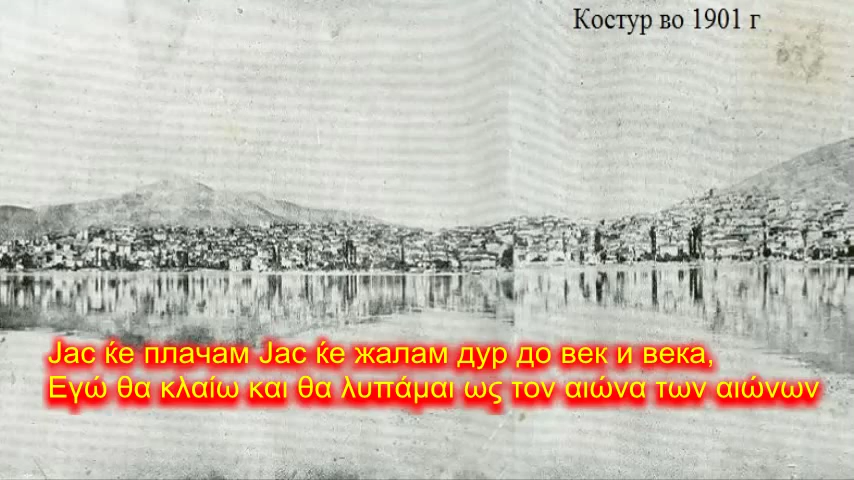 Костур во 1901 г
Јас ќе плачам Јас ќе жалам дур до век и века,
Εγώ θα κλαίω και θα λυπάμαι ως τον αιώνα των αιώνων